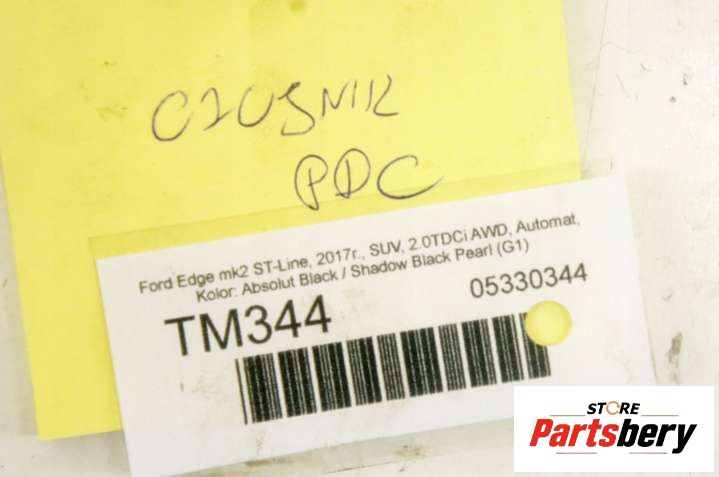 CZUJNIK
PDC
Ford Edge mk2 ST-Line, 2017r., SUV, 2.0TDCi AWD, Automat,
Kolor: Absolut Black / Shadow Black Pearl (G1)
05330344
TM344
STORE
Partsbery